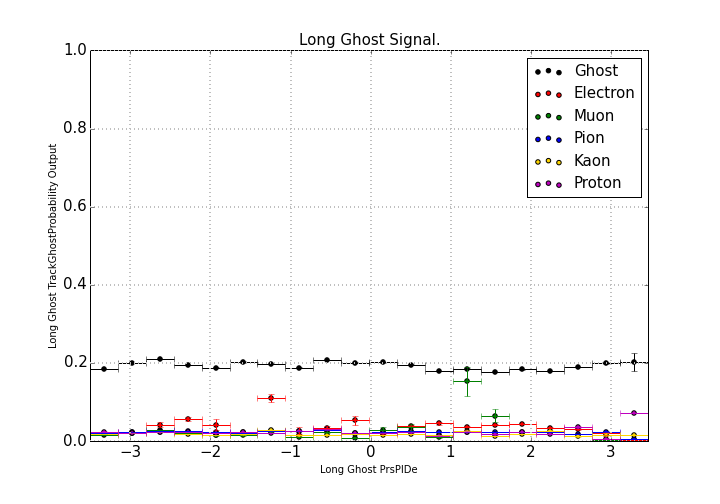 Long Ghost Signal.
1.0
0.8
0.6
0.4
0.2
0.0
Long Ghost TrackGhostProbability Output
Ghost
Electron
Muon
Pion
Kaon
Proton
−3 −2 −1 0 1 2 3
Long Ghost PrsPIDe